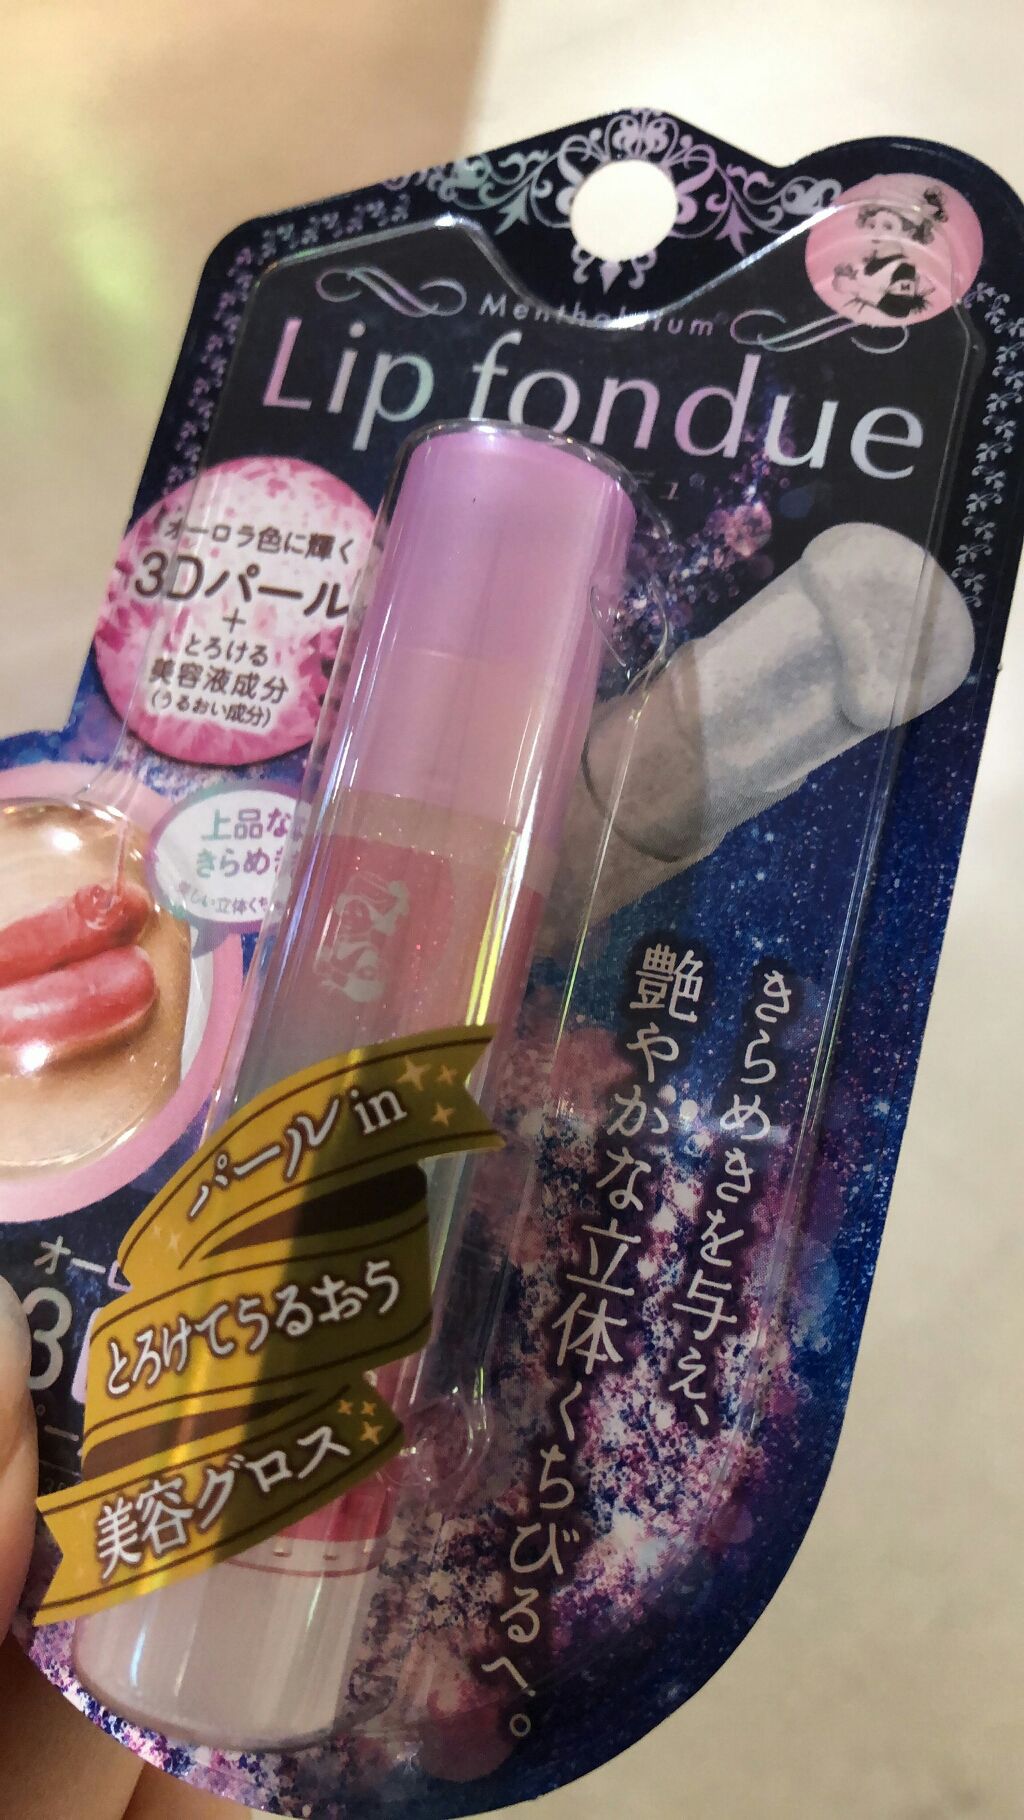 Mentholatum
Lip fondue
オーロラ色に輝く
3Dパール
+
とろける
美容液成分
(うるおい成分)
上品な
きらめき
きらめきを与え、
艶やかな立体くちびるへ。
パールin
とろけてうるおう
美容グロス